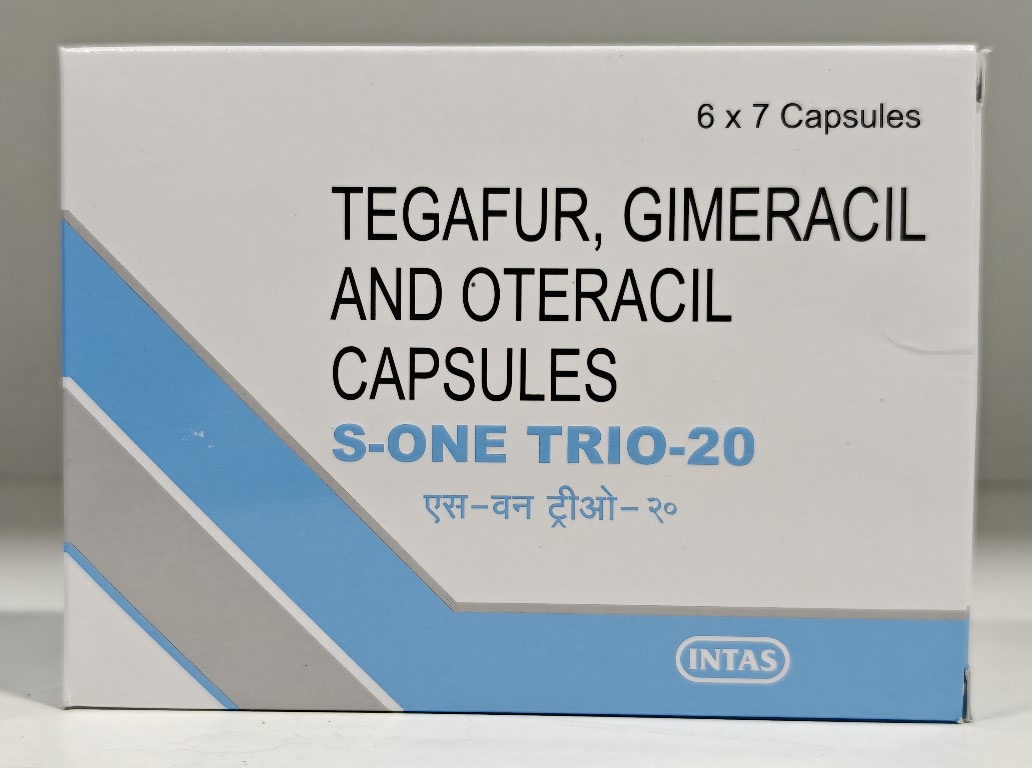 6 x 7 Capsules
TEGAFUR, GIMERACIL
AND OTERACIL
CAPSULES
S-ONE TRIO-20
एस-वन ट्रीओ-२०
INTAS